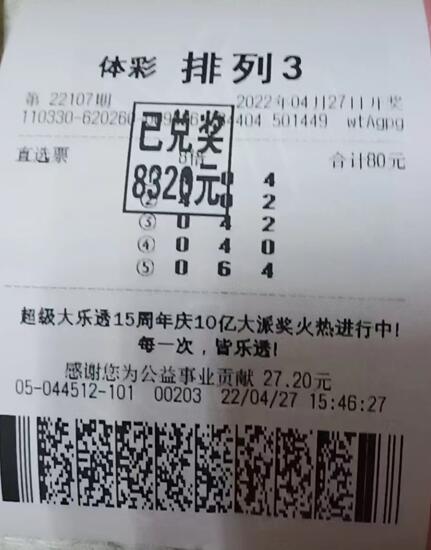 体彩 排列3
第 22107期 2022年04月27日开奖
110330-620260 501449 wtAgpg
直选票 8倍 合计80元
已兑奖
8320元
② 0 2
③ 0 4 2
④ 0 4 0
⑤ 0 6 4
超级大乐透15周年庆10亿大派奖火热进行中!
每一次，皆乐透!
感谢您为公益事业贡献 27.20元
05-044512-101 00203 22/04/27 15:46:27